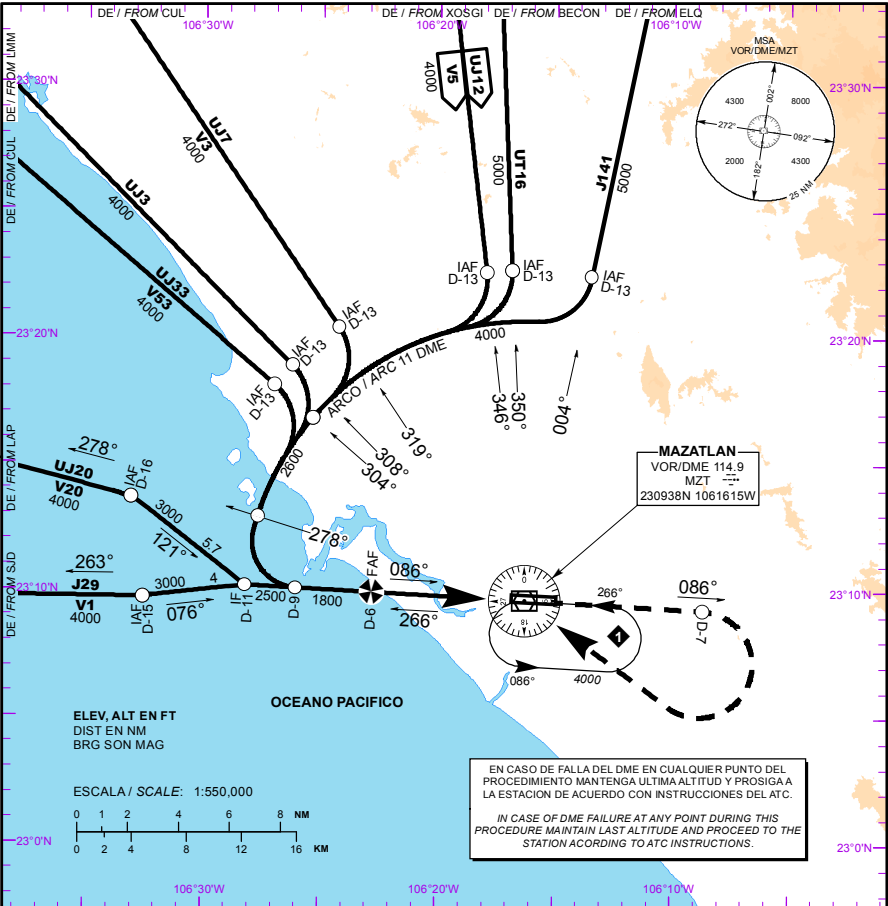 DE / FROM CUL
DE / FROM XOSGI
DE / FROM BECON
DE / FROM ELO
106°30'W
106°20'W
106°10'W
DE / FROM LMM
23°30'N
23°30'N
MSA
VOR/DME/MZT
002°
4300
8000
272°
092°
2000
4300
182°
25 NM
DE / FROM CUL
UJ7
V3
4000
UJ3
4000
UJ33
V53
4000
V5
4000
UJ12
UT16
5000
J141
5000
IAF
D-13
IAF
D-13
IAF
D-13
IAF
D-13
IAF
D-13
IAF
D-13
23°20'N
23°20'N
4000
ARCO / ARC 11 DME
2600
346°
350°
004°
319°
308°
304°
278°
DE / FROM LAP
278°
UJ20
V20
4000
IAF
D-16
3000
5.7
121°
MAZATLAN
VOR/DME 114.9
MZT
230938N 1061615W
DE / FROM SJD
23°10'N
23°10'N
263°
J29
V1
4000
3000
4
076°
IAF
D-15
IF
D-11
2500
D-9
1800
FAF
D-6
086°
266°
0
18
27
266°
086°
D-7
1
086°
4000
OCEANO PACIFICO
ELEV, ALT EN FT
DIST EN NM
BRG SON MAG
ESCALA / SCALE: 1:550,000
0 1 2 4 6 8 NM
0 2 4 8 12 16 KM
EN CASO DE FALLA DEL DME EN CUALQUIER PUNTO DEL
PROCEDIMIENTO MANTENGA ULTIMA ALTITUD Y PROSIGA A
LA ESTACION DE ACUERDO CON INSTRUCCIONES DEL ATC.
IN CASE OF DME FAILURE AT ANY POINT DURING THIS
PROCEDURE MAINTAIN LAST ALTITUDE AND PROCEED TO THE
STATION ACORDING TO ATC INSTRUCTIONS.
23°0'N
23°0'N
106°30'W
106°20'W
106°10'W